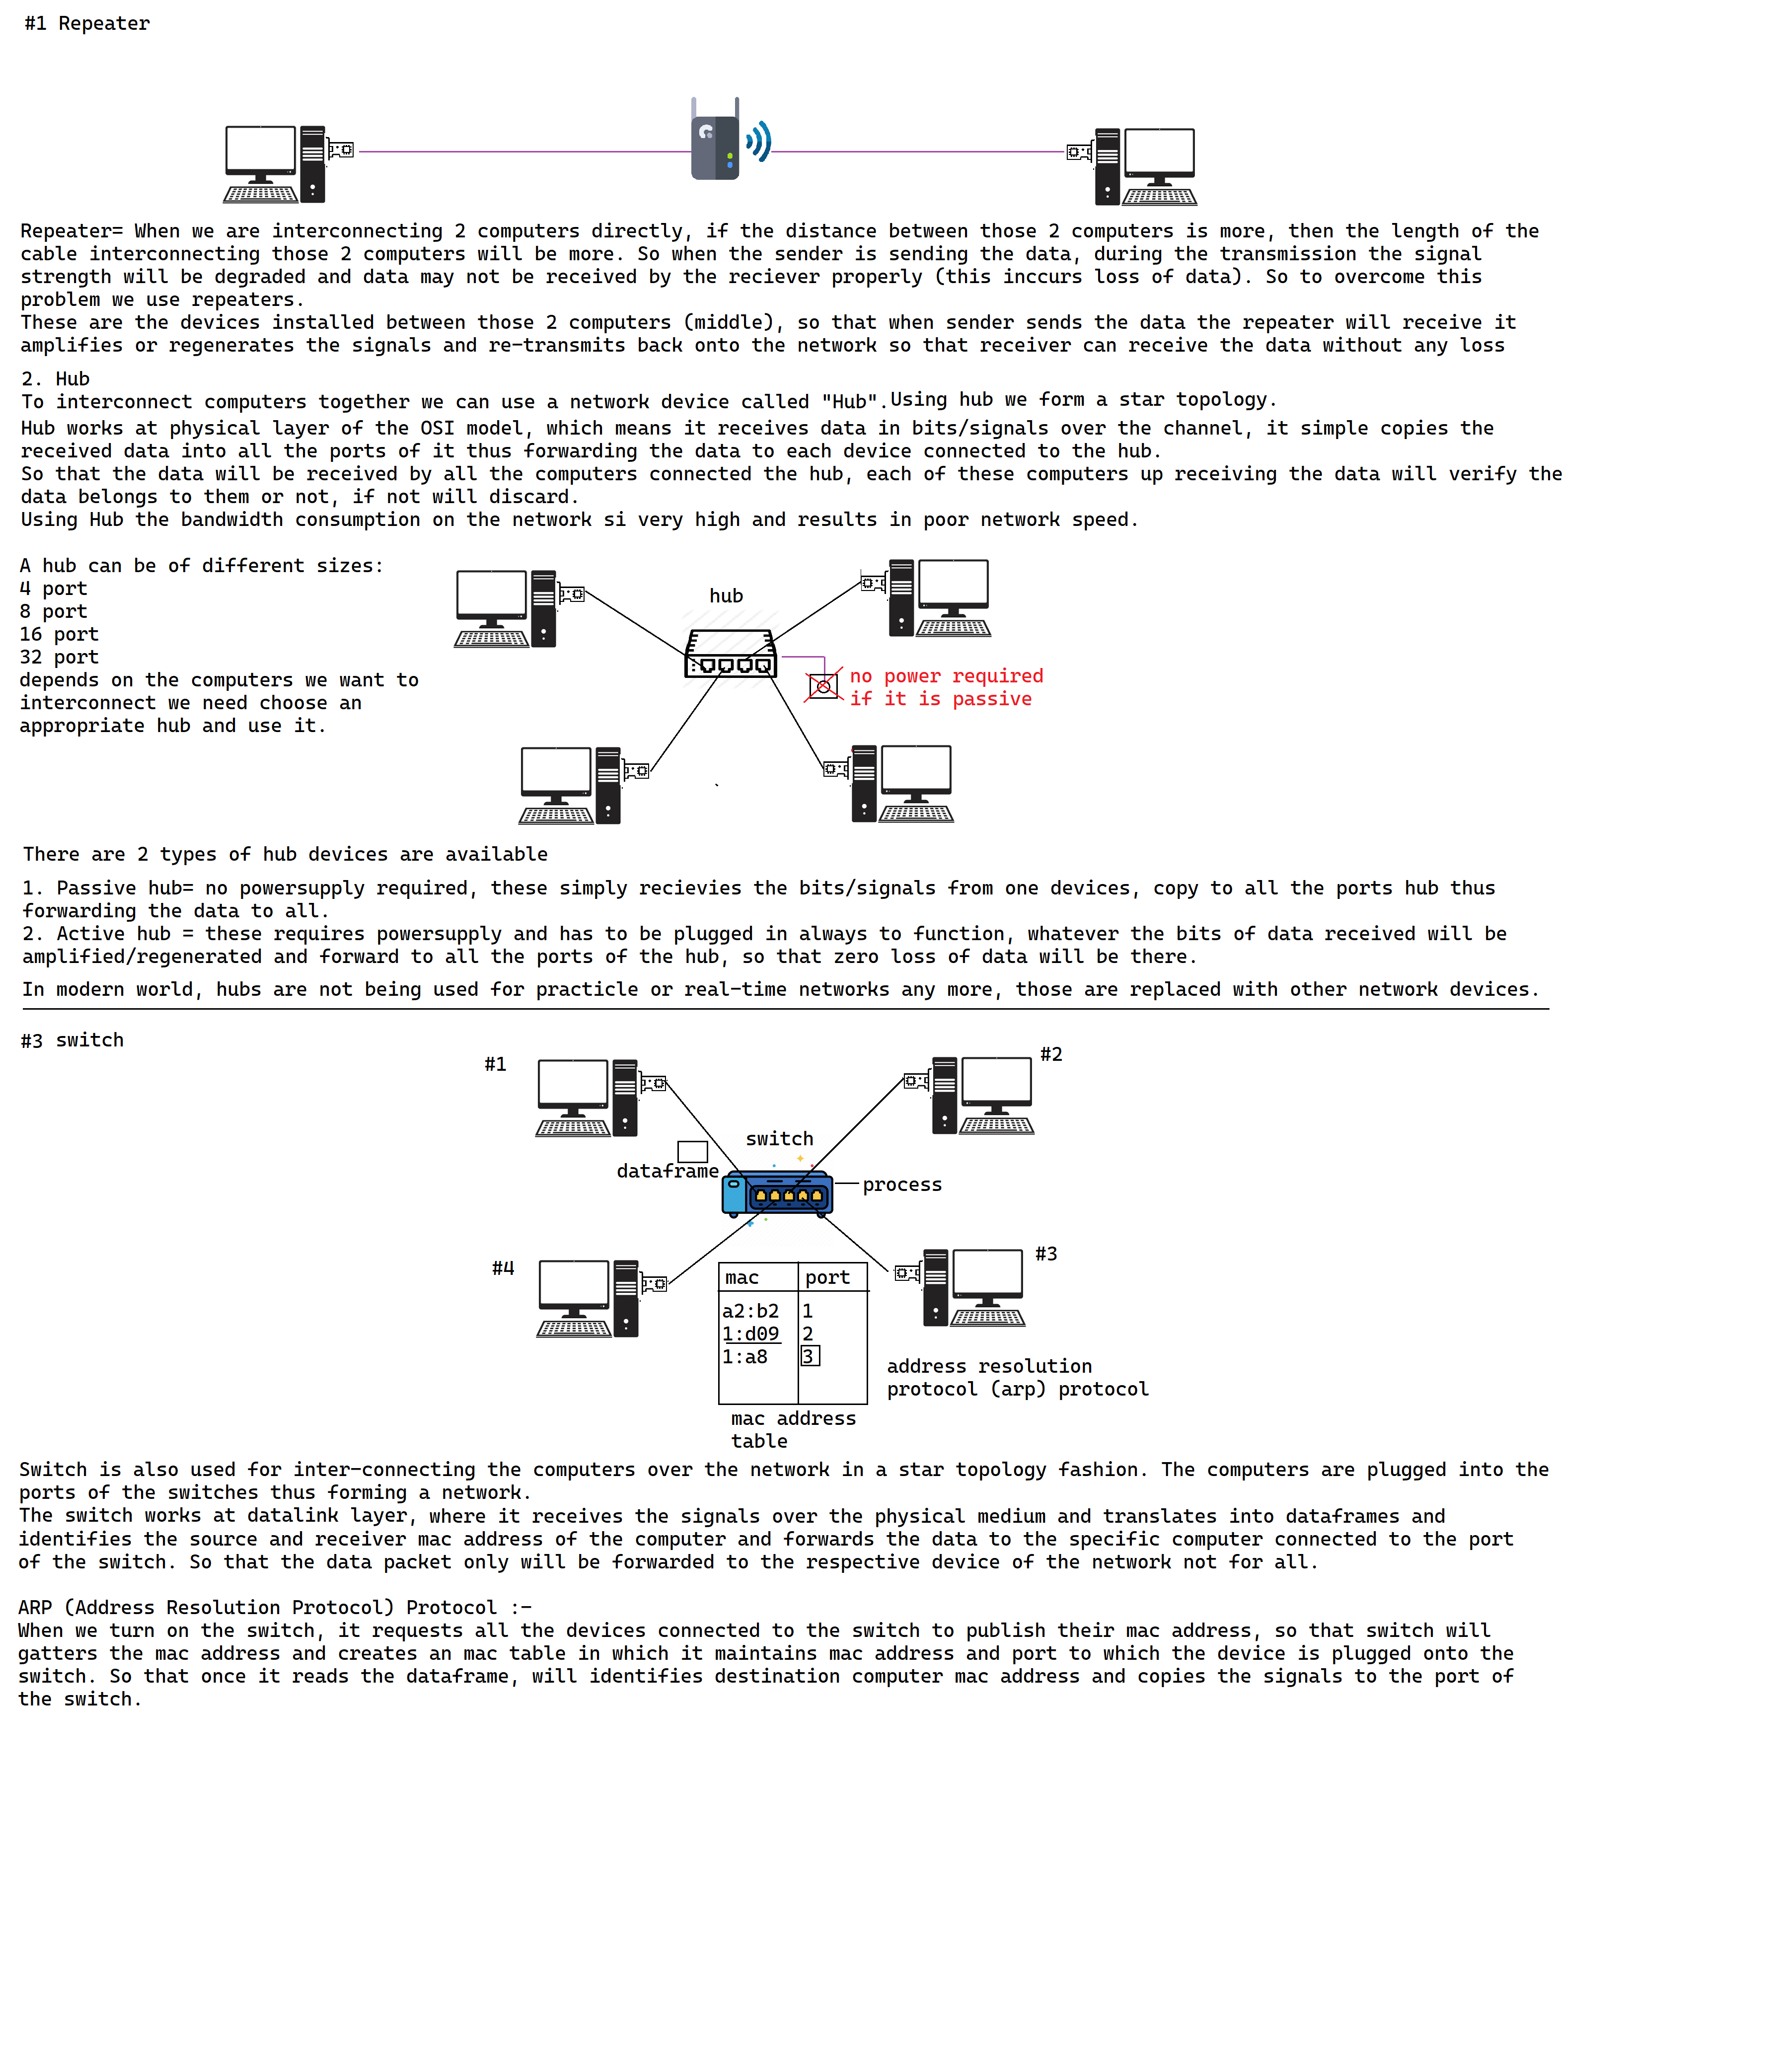 #1 Repeater
Repeater= When we are interconnecting 2 computers directly, if the distance between those 2 computers is more, then the length of the
cable interconnecting those 2 computers will be more. So when the sender is sending the data, during the transmission the signal
strength will be degraded and data may not be received by the reciever properly (this inccurs loss of data). So to overcome this
problem we use repeaters.
These are the devices installed between those 2 computers (middle), so that when sender sends the data the repeater will receive it
amplifies or regenerates the signals and re-transmits back onto the network so that receiver can receive the data without any loss
2. Hub
To interconnect computers together we can use a network device called "Hub".Using hub we form a star topology.
Hub works at physical layer of the OSI model, which means it receives data in bits/signals over the channel, it simple copies the
received data into all the ports of it thus forwarding the data to each device connected to the hub.
So that the data will be received by all the computers connected the hub, each of these computers up receiving the data will verify the
data belongs to them or not, if not will discard.
Using Hub the bandwidth consumption on the network si very high and results in poor network speed.
A hub can be of different sizes:
4 port
8 port
16 port
32 port
depends on the computers we want to
interconnect we need choose an
appropriate hub and use it.
hub
no power required
if it is passive
There are 2 types of hub devices are available
1. Passive hub= no powersupply required, these simply recievies the bits/signals from one devices, copy to all the ports hub thus
forwarding the data to all.
2. Active hub = these requires powersupply and has to be plugged in always to function, whatever the bits of data received will be
amplified/regenerated and forward to all the ports of the hub, so that zero loss of data will be there.
In modern world, hubs are not being used for practicle or real-time networks any more, those are replaced with other network devices.
#3 switch
#1
#2
switch
dataframe
process
#4
#3
mac port
a2:b2 1
1:d09 2
1:a8 3
address resolution
protocol (arp) protocol
mac address
table
Switch is also used for inter-connecting the computers over the network in a star topology fashion. The computers are plugged into the
ports of the switches thus forming a network.
The switch works at datalink layer, where it receives the signals over the physical medium and translates into dataframes and
identifies the source and receiver mac address of the computer and forwards the data to the specific computer connected to the port
of the switch. So that the data packet only will be forwarded to the respective device of the network not for all.
ARP (Address Resolution Protocol) Protocol :-
When we turn on the switch, it requests all the devices connected to the switch to publish their mac address, so that switch will
gatters the mac address and creates an mac table in which it maintains mac address and port to which the device is plugged onto the
switch. So that once it reads the dataframe, will identifies destination computer mac address and copies the signals to the port of
the switch.